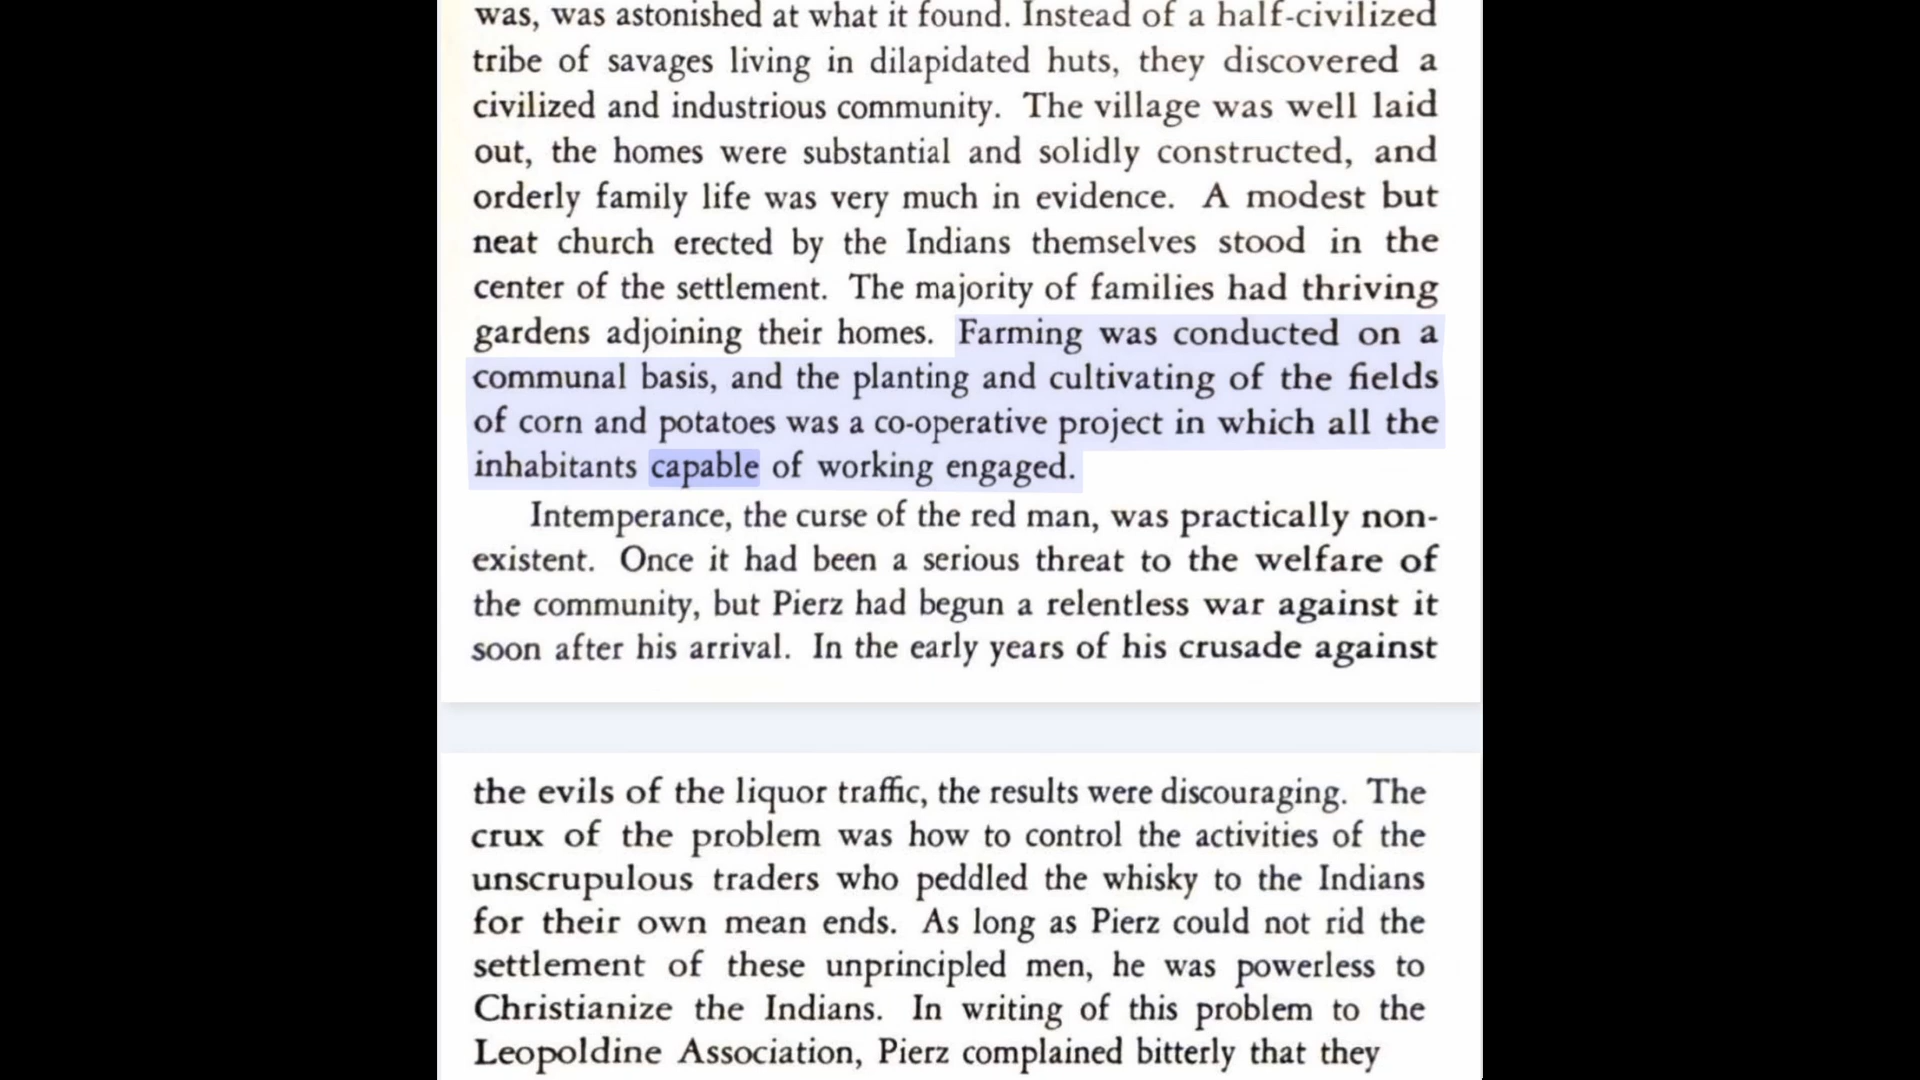 was, was astonished at what it found. Instead of a half-civilized
tribe of savages living in dilapidated huts, they discovered a
civilized and industrious community. The village was well laid
out, the homes were substantial and solidly constructed, and
orderly family life was very much in evidence. A modest but
neat church erected by the Indians themselves stood in the
center of the settlement. The majority of families had thriving
gardens adjoining their homes. Farming was conducted on a
communal basis, and the planting and cultivating of the fields
of corn and potatoes was a co-operative project in which all the
inhabitants capable of working engaged.
Intemperance, the curse of the red man, was practically non-
existent. Once it had been a serious threat to the welfare of
the community, but Pierz had begun a relentless war against it
soon after his arrival. In the early years of his crusade against
the evils of the liquor traffic, the results were discouraging. The
crux of the problem was how to control the activities of the
unscrupulous traders who peddled the whisky to the Indians
for their own mean ends. As long as Pierz could not rid the
settlement of these unprincipled men, he was powerless to
Christianize the Indians. In writing of this problem to the
Leopoldine Association, Pierz complained bitterly that they